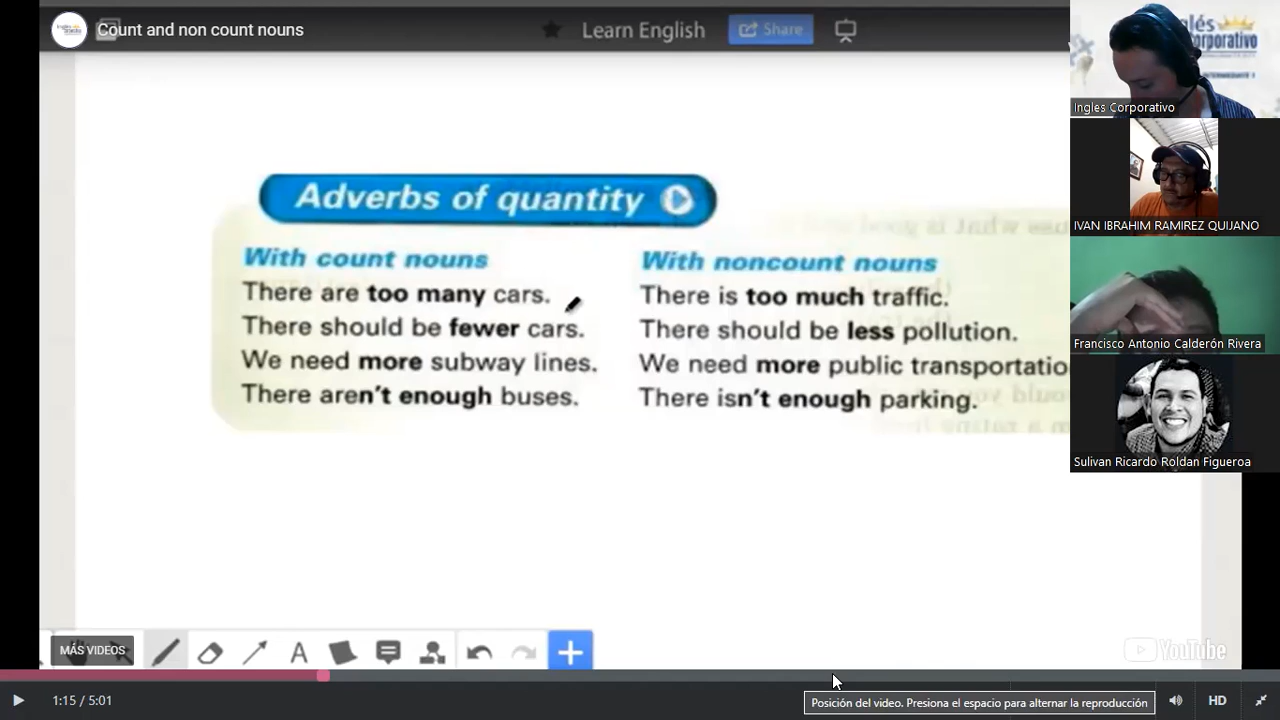 Count and non count nouns
Learn English
Share
Adverbs of quantity
With count nouns
There are too many cars.
There should be fewer cars.
We need more subway lines.
There aren't enough buses.
With noncount nouns
There is too much traffic.
There should be less pollution.
We need more public transportatio
There isn't enough parking.
Inglés
Corporativo
INTERMEDIATE 1
Ingles Corporativo
IVAN IBRAHIM RAMIREZ QUIJANO
Francisco Antonio Calderón Rivera
Sulivan Ricardo Roldan Figueroa
MÁS VIDEOS
A
YouTube
1:15 / 5:01
Posición del video. Presiona el espacio para alternar la reproducción
HD